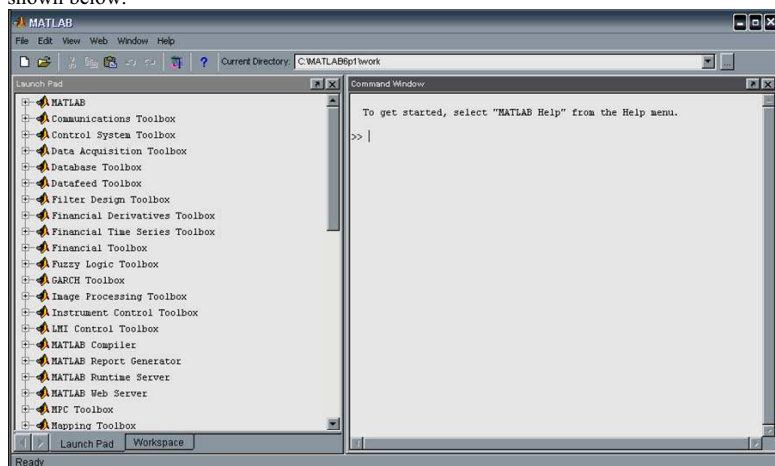 shown below:
MATLAB
File Edit View Web Window Help
? Current Directory: C:\MATLAB6p1\work ...
Launch Pad
MATLAB
Communications Toolbox
Control System Toolbox
Data Acquisition Toolbox
Database Toolbox
Datafeed Toolbox
Filter Design Toolbox
Financial Derivatives Toolbox
Financial Time Series Toolbox
Financial Toolbox
Fuzzy Logic Toolbox
GARCH Toolbox
Image Processing Toolbox
Instrument Control Toolbox
LMI Control Toolbox
MATLAB Compiler
MATLAB Report Generator
MATLAB Runtime Server
MATLAB Web Server
MPC Toolbox
Mapping Toolbox
Launch Pad Workspace
Command Window
To get started, select "MATLAB Help" from the Help menu.
>>
Ready